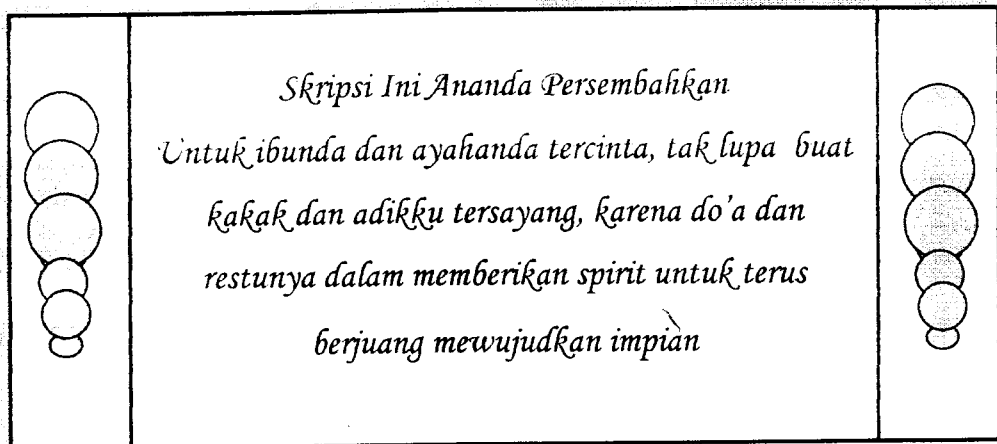 Skripsi Ini Ananda Persembahkan
Untuk ibunda dan ayahanda tercinta, tak lupa buat
kakak dan adikku tersayang, karena do'a dan
restunya dalam memberikan spirit untuk terus
berjuang mewujudkan impian